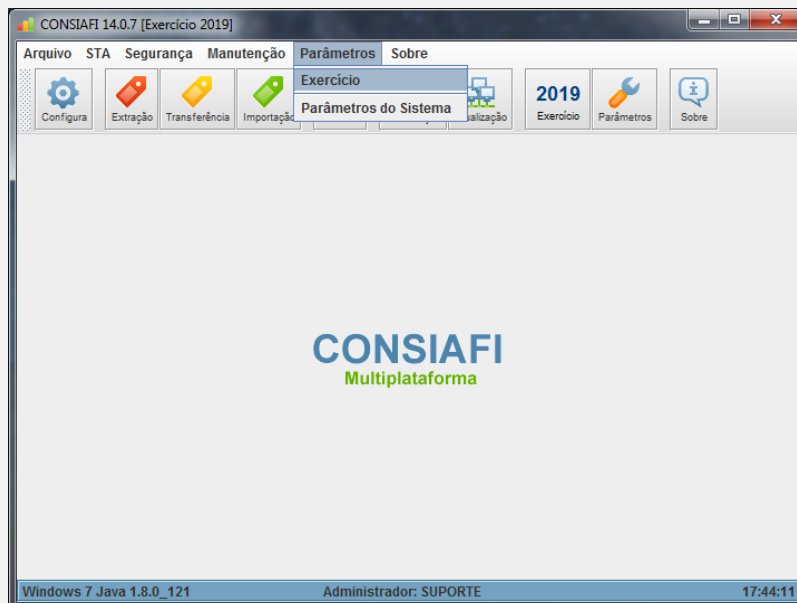 CONSIAFI 14.0.7 [Exercício 2019]
Arquivo STA Segurança Manutenção Parâmetros Sobre
Exercício
Parâmetros do Sistema
2019
Configura Extração Transferência Exercício Parâmetros Sobre
CONSIAFI
Multiplataforma
Windows 7 Java 1.8.0_121 Administrador: SUPORTE 17:44:11